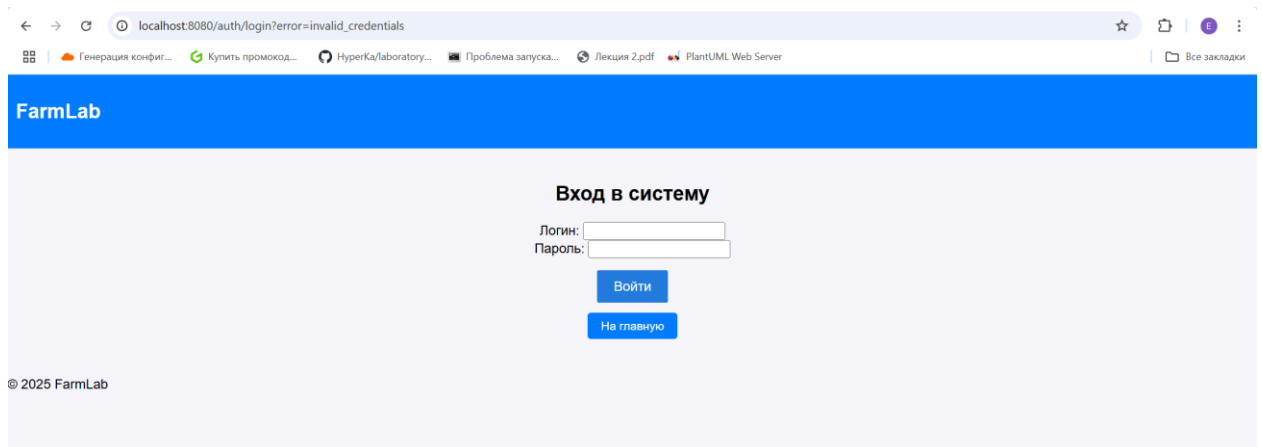 localhost:8080/auth/login?error=invalid_credentials
E
Генерация конфиг... Купить промокод... HyperKa/laboratory... Проблема запуска... Лекция 2.pdf PlantUML Web Server Все закладки
FarmLab
Вход в систему
Логин:
Пароль:
Войти
На главную
© 2025 FarmLab